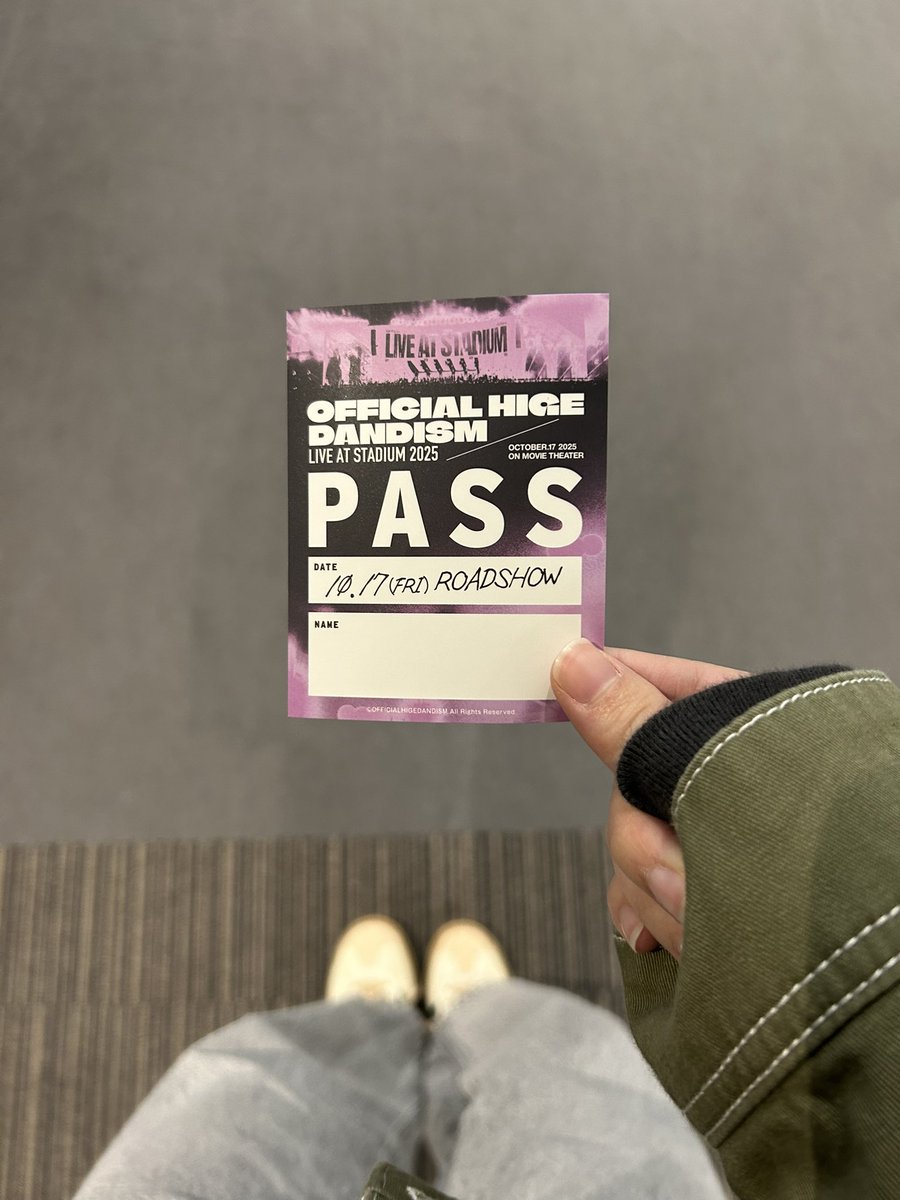 LIVE AT STADIUM
OFFICIAL HIGE
DANDISM
LIVE AT STADIUM 2025
OCTOBER.17 2025
ON MOVIE THEATER
PASS
DATE
10.17(FRI) ROADSHOW
NAME
©OFFICIALHIGEDANDISM All Rights Reserved